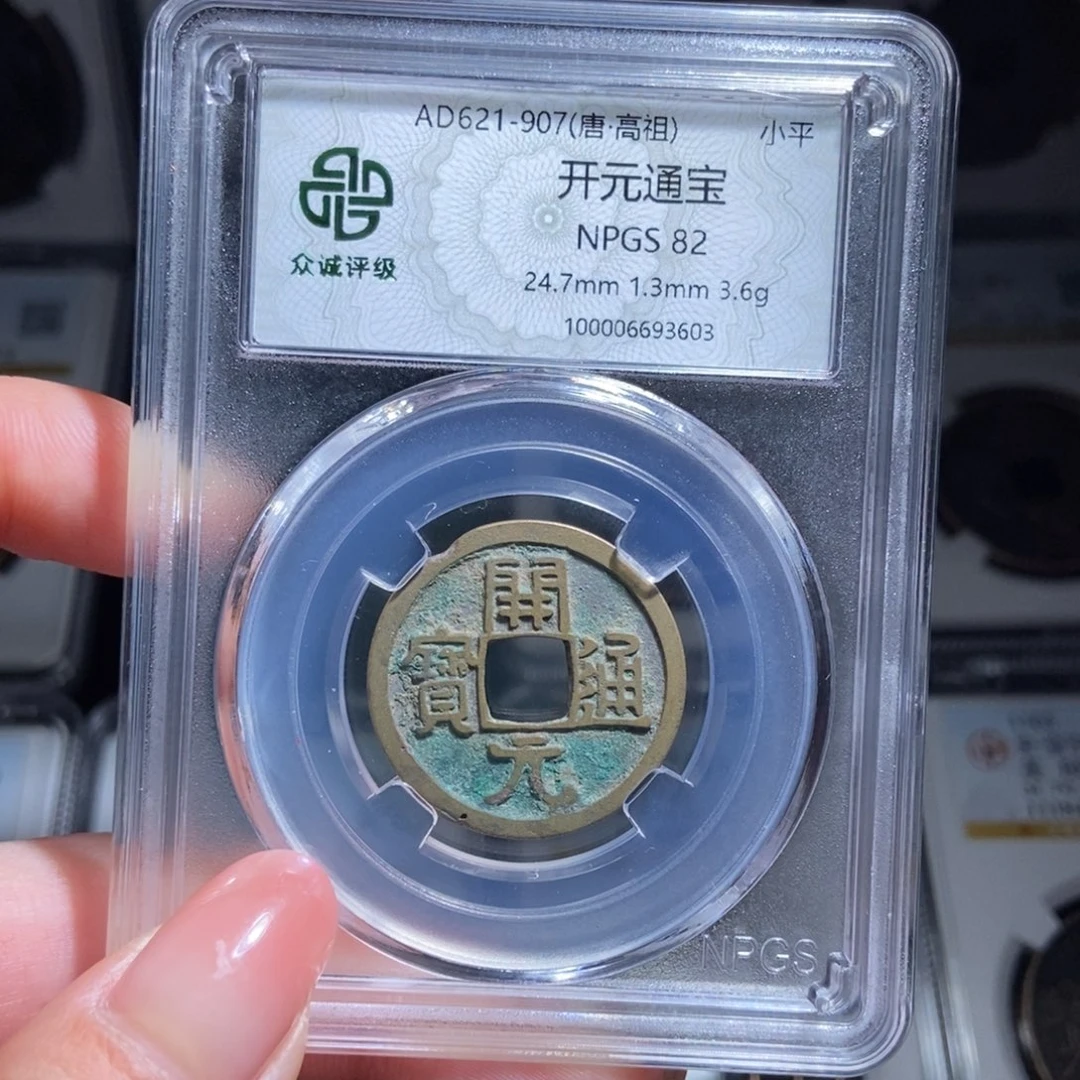 AD621-907(唐·高祖) 小平
开元通宝
NPGS 82
24.7mm 1.3mm 3.6g
100006693603
众诚评级
開
通
元
寶
NPGS